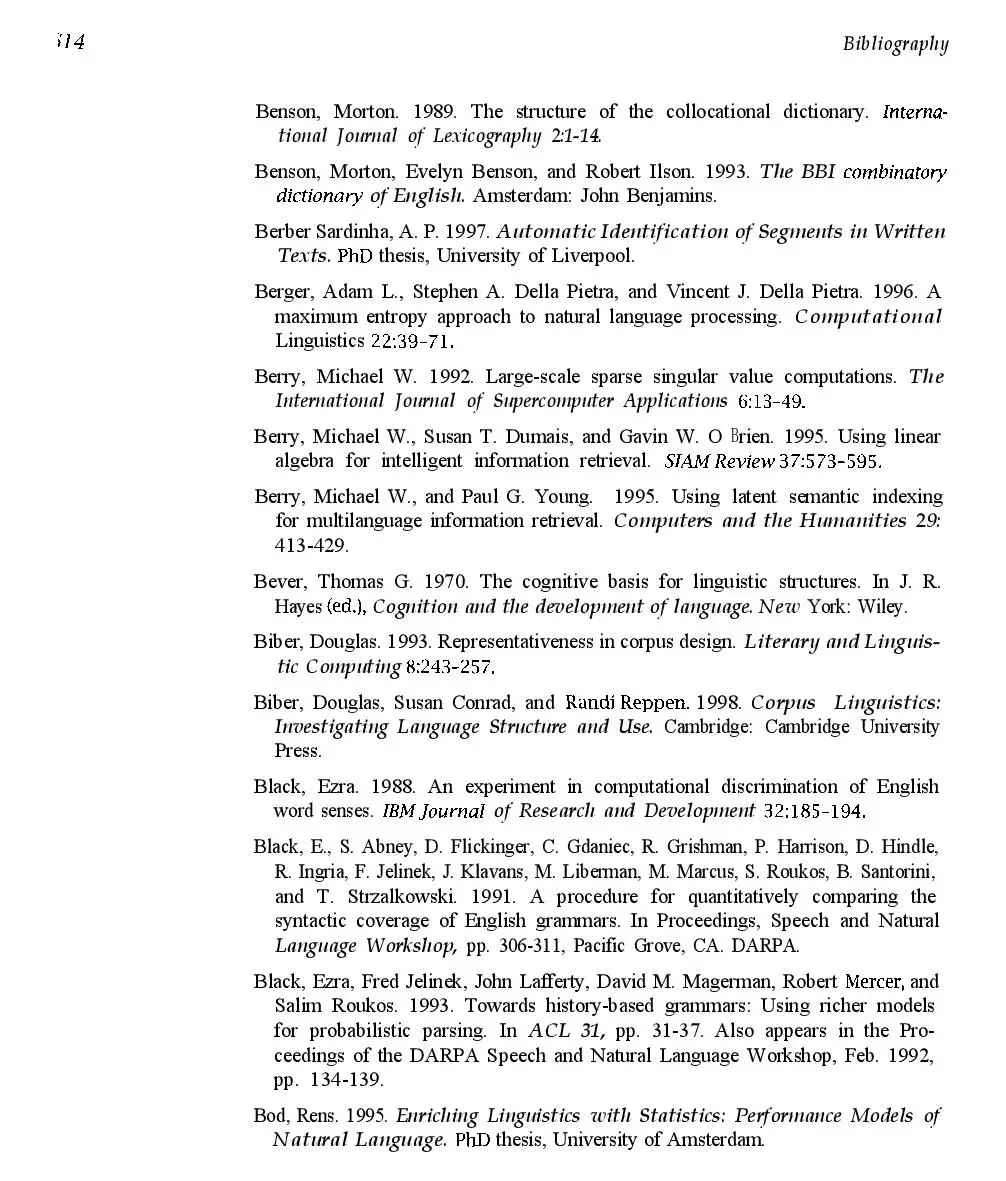 514
Bibliography
Benson, Morton. 1989. The structure of the collocational dictionary. Interna-
tional Journal of Lexicography 2:1-14.
Benson, Morton, Evelyn Benson, and Robert Ilson. 1993. The BBI combinatory
dictionary of English. Amsterdam: John Benjamins.
Berber Sardinha, A. P. 1997. Automatic Identification of Segments in Written
Texts. PhD thesis, University of Liverpool.
Berger, Adam L., Stephen A. Della Pietra, and Vincent J. Della Pietra. 1996. A
maximum entropy approach to natural language processing. Computational
Linguistics 22:39-71.
Berry, Michael W. 1992. Large-scale sparse singular value computations. The
International Journal of Supercomputer Applications 6:13-49.
Berry, Michael W., Susan T. Dumais, and Gavin W. O Brien. 1995. Using linear
algebra for intelligent information retrieval. SIAM Review 37:573-595.
Berry, Michael W., and Paul G. Young. 1995. Using latent semantic indexing
for multilanguage information retrieval. Computers and the Humanities 29:
413-429.
Bever, Thomas G. 1970. The cognitive basis for linguistic structures. In J. R.
Hayes (ed.), Cognition and the development of language. New York: Wiley.
Biber, Douglas. 1993. Representativeness in corpus design. Literary and Linguis-
tic Computing 8:243-257.
Biber, Douglas, Susan Conrad, and Randi Reppen. 1998. Corpus Linguistics:
Investigating Language Structure and Use. Cambridge: Cambridge University
Press.
Black, Ezra. 1988. An experiment in computational discrimination of English
word senses. IBM Journal of Research and Development 32:185-194.
Black, E., S. Abney, D. Flickinger, C. Gdaniec, R. Grishman, P. Harrison, D. Hindle,
R. Ingria, F. Jelinek, J. Klavans, M. Liberman, M. Marcus, S. Roukos, B. Santorini,
and T. Strzalkowski. 1991. A procedure for quantitatively comparing the
syntactic coverage of English grammars. In Proceedings, Speech and Natural
Language Workshop, pp. 306-311, Pacific Grove, CA. DARPA.
Black, Ezra, Fred Jelinek, John Lafferty, David M. Magerman, Robert Mercer, and
Salim Roukos. 1993. Towards history-based grammars: Using richer models
for probabilistic parsing. In ACL 31, pp. 31-37. Also appears in the Pro-
ceedings of the DARPA Speech and Natural Language Workshop, Feb. 1992,
pp. 134-139.
Bod, Rens. 1995. Enriching Linguistics with Statistics: Performance Models of
Natural Language. PhD thesis, University of Amsterdam.